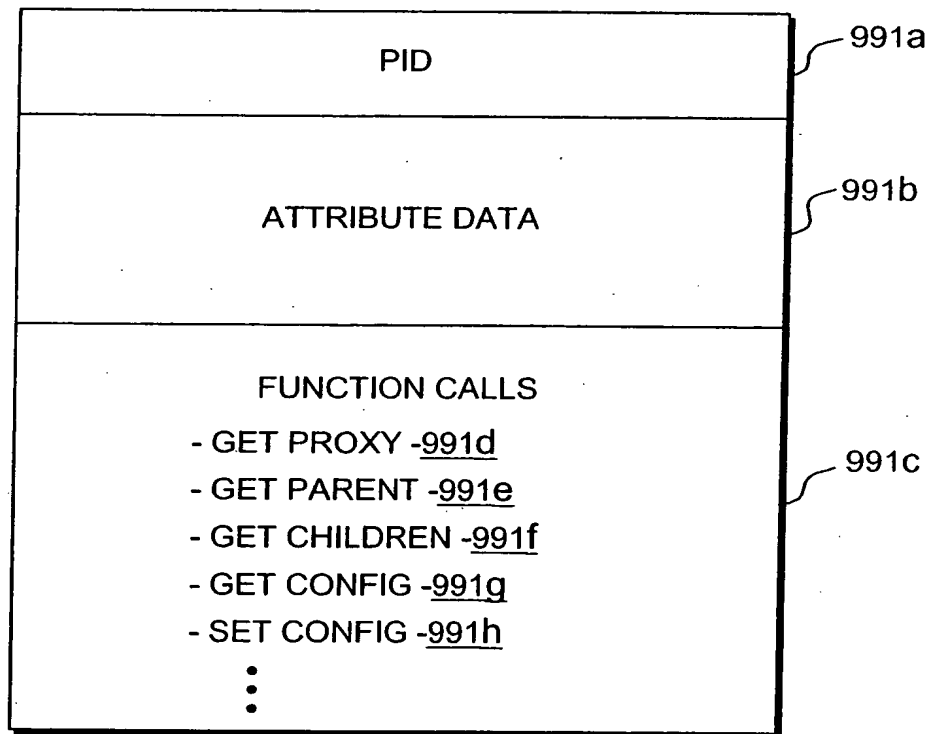 PID
991a
ATTRIBUTE DATA
991b
FUNCTION CALLS
- GET PROXY -991d
- GET PARENT -991e
- GET CHILDREN -991f
- GET CONFIG -991g
- SET CONFIG -991h
991c